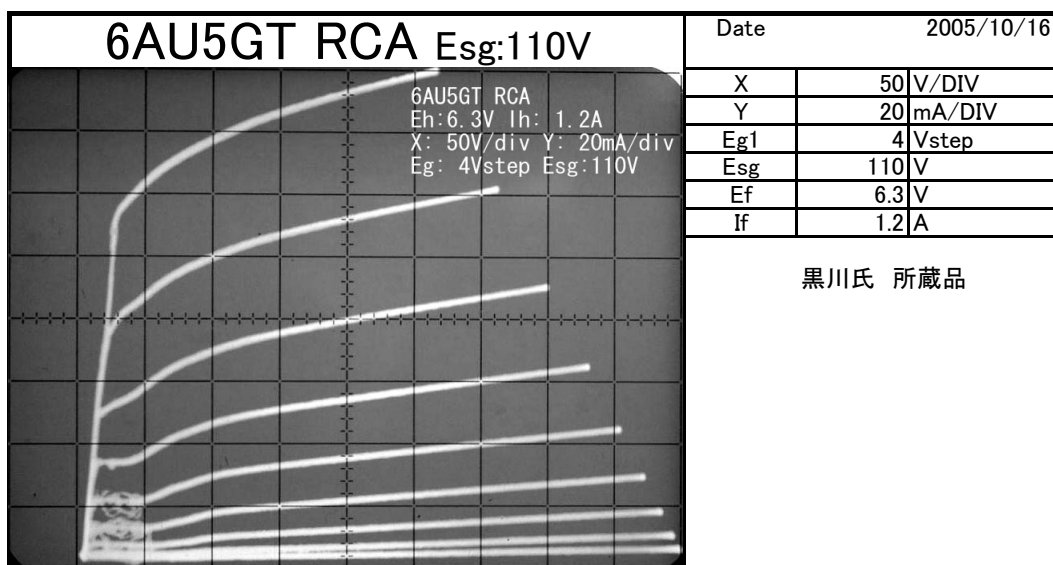 6AU5GT RCA Esg:110V
Date 2005/10/16
6AU5GT RCA
Eh:6.3V Ih: 1.2A
X: 50V/div Y: 20mA/div
Eg: 4Vstep Esg:110V
X 50 V/DIV
Y 20 mA/DIV
Eg1 4 Vstep
Esg 110 V
Ef 6.3 V
If 1.2 A
黒川氏 所蔵品